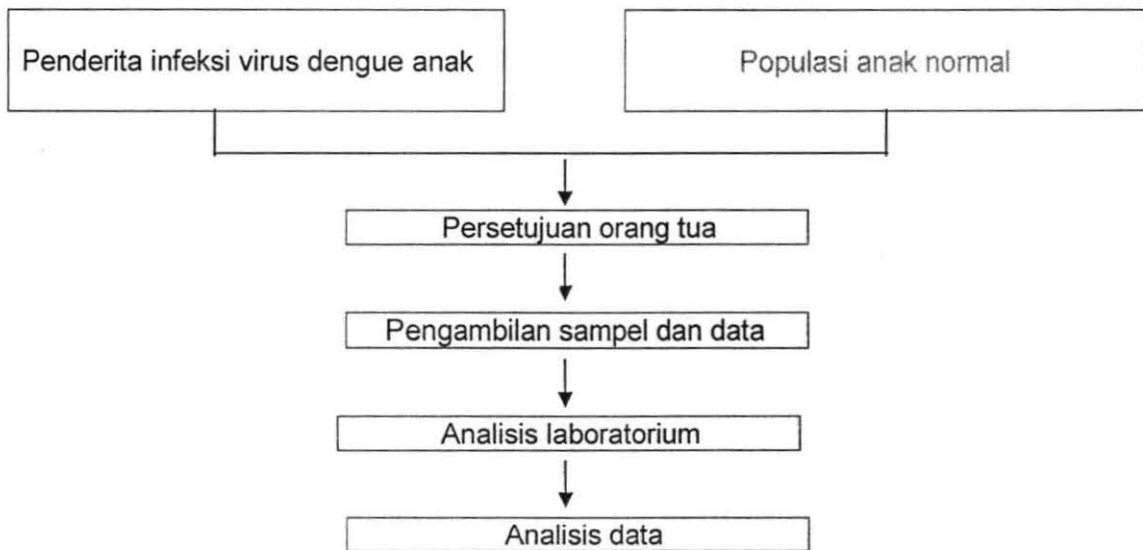 Penderita infeksi virus dengue anak
Populasi anak normal
Persetujuan orang tua
Pengambilan sampel dan data
Analisis laboratorium
Analisis data